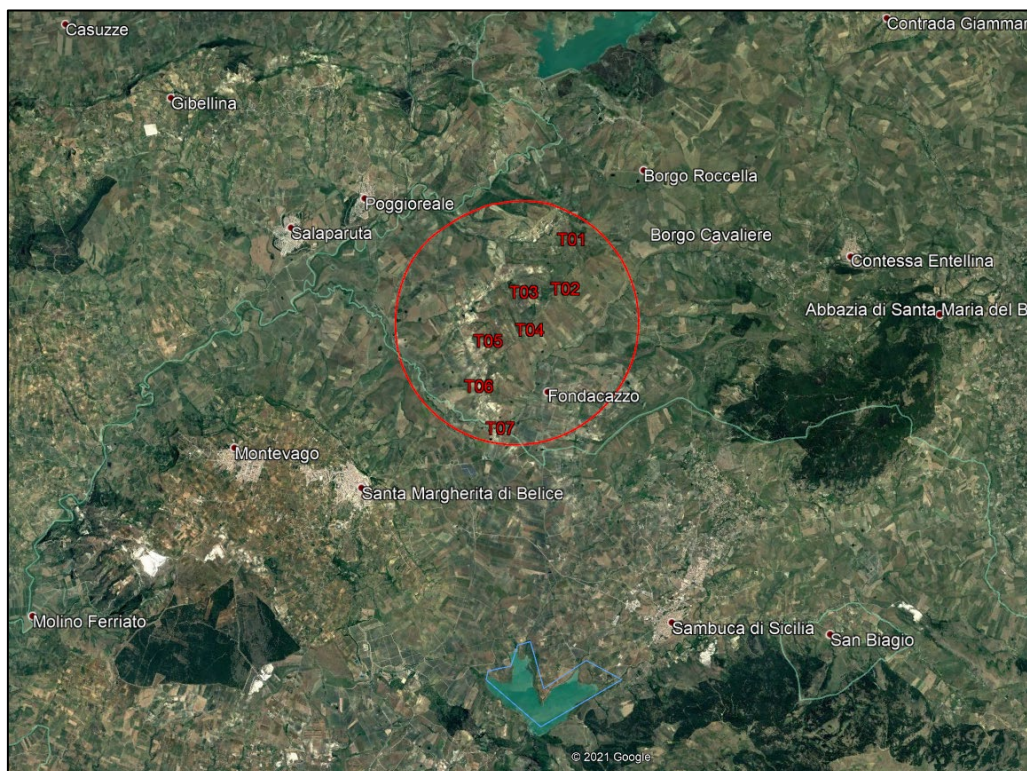 Casuzze
Contrada Giammar
Gibellina
Borgo Roccella
Poggioreale
Salaparuta
T01
Borgo Cavaliere
Contessa Entellina
T03
T02
Abbazia di Santa Maria del B
T04
T05
T06
Fondacazzo
T07
Montevago
Santa Margherita di Belice
Molino Ferriato
Sambuca di Sicilia
San Biagio
© 2021 Google